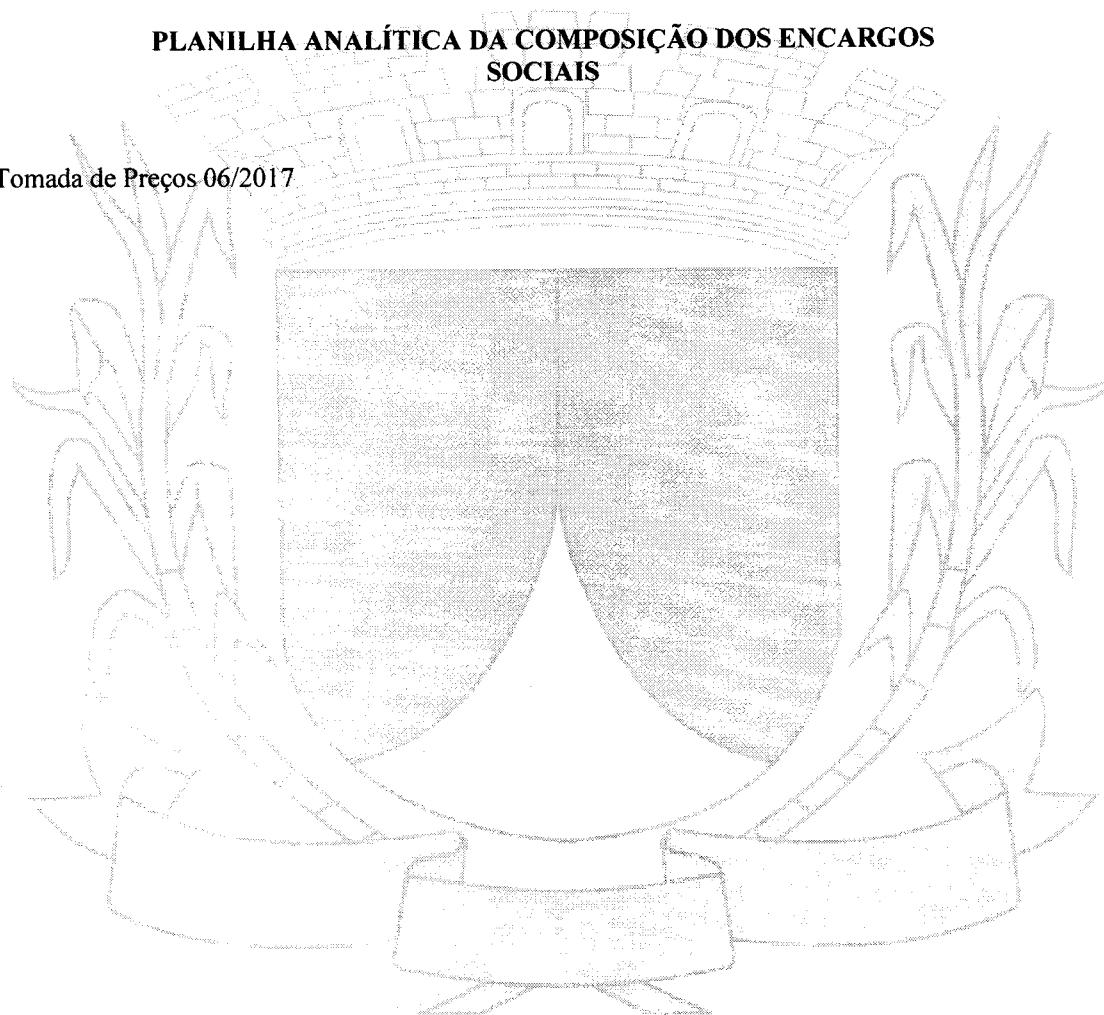 PLANILHA ANALÍTICA DA COMPOSIÇÃO DOS ENCARGOS
SOCIAIS
Tomada de Preços 06/2017